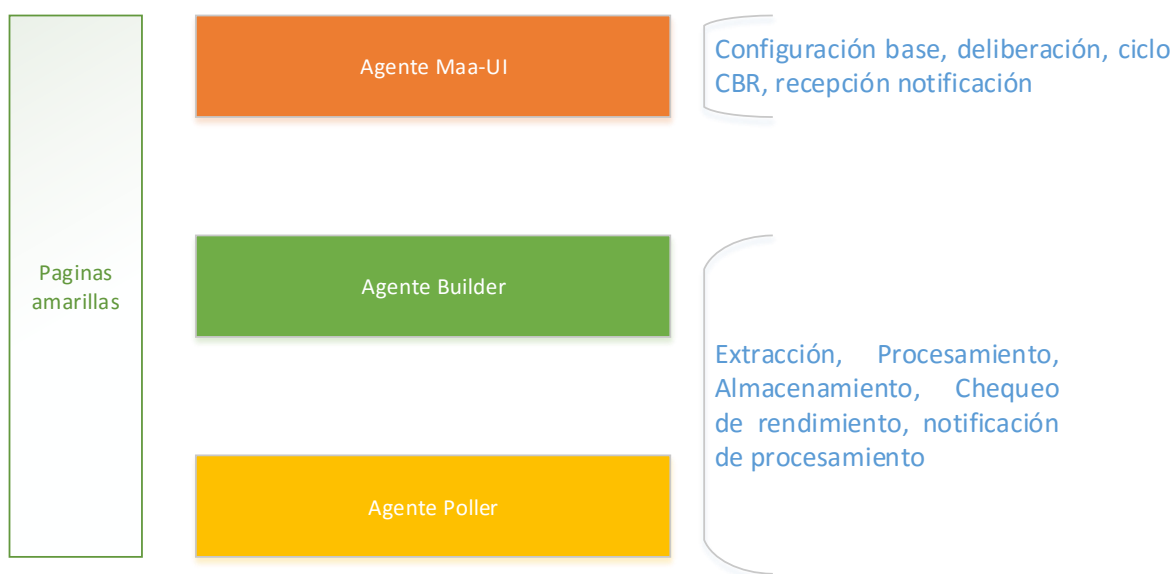 Paginas
amarillas
Agente Maa-UI
Configuración base, deliberación, ciclo
CBR, recepción notificación
Agente Builder
Extracción, Procesamiento,
Almacenamiento, Chequeo
de rendimiento, notificación
de procesamiento
Agente Poller